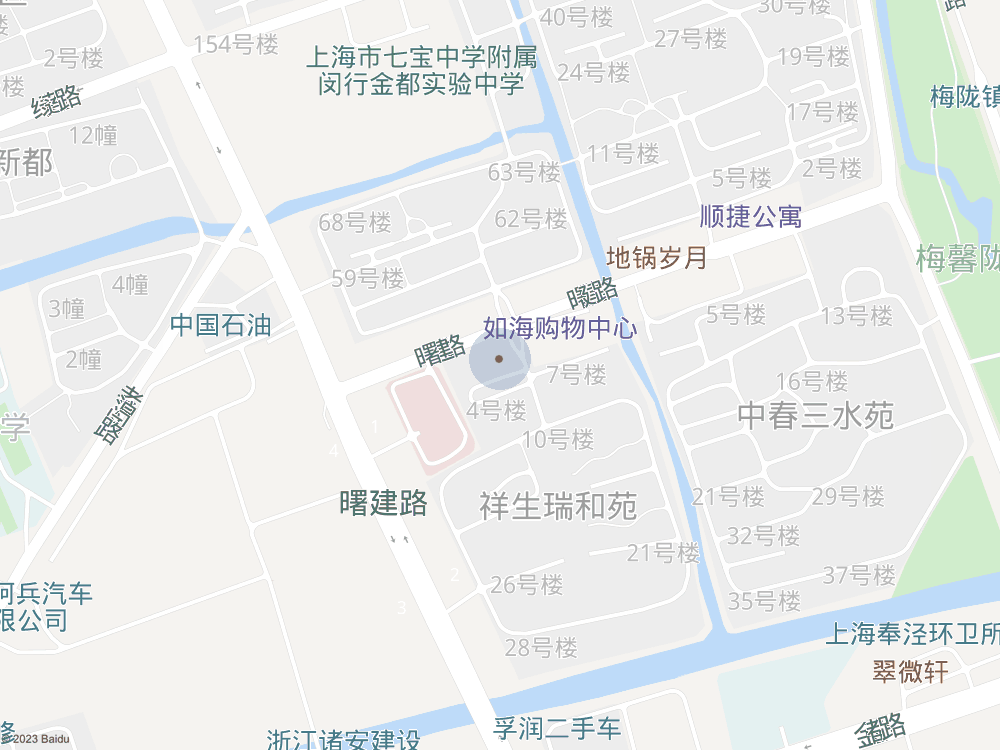 40号楼
30号楼
27号楼
154号楼
2号楼
上海市七宝中学附属
闵行金都实验中学
24号楼
19号楼
号楼
梅陇镇
17号楼
12幢
11号楼
63号楼
新都
5号楼
2号楼
68号楼
62号楼
顺捷公寓
地锅岁月
梅馨陇
59号楼
4幢
3幢
曙建路
5号楼
13号楼
中国石油
如海购物中心
曙建路
2幢
7号楼
16号楼
4号楼
中春三水苑
学
1
10号楼
4
曙建路
祥生瑞和苑
21号楼
29号楼
32号楼
21号楼
2
26号楼
37号楼
35号楼
3
汽车
限公司
28号楼
上海奉泾环卫所
翠微轩
孚润二手车
金都路
浙江诸安建设
© 2023 Baidu